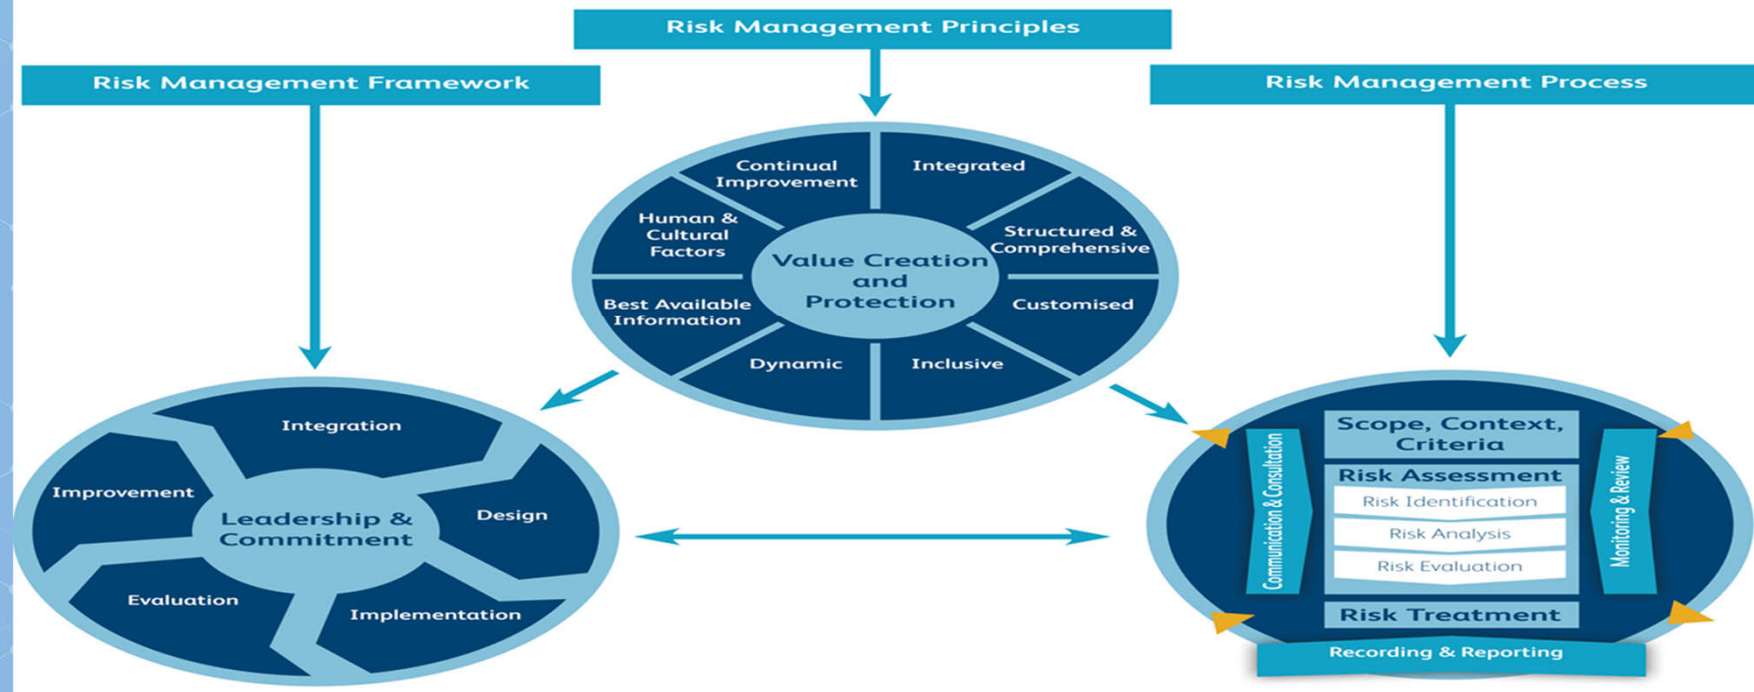 Risk Management Principles
Risk Management Framework
Risk Management Process
Continual
Improvement
Integrated
Human &
Cultural
Factors
Structured &
Comprehensive
Value Creation
and
Protection
Best Available
Information
Customised
Dynamic
Inclusive
Integration
Improvement
Design
Leadership &
Commitment
Evaluation
Implementation
Scope, Context,
Criteria
Communication & Consultation
Risk Assessment
Risk Identification
Risk Analysis
Risk Evaluation
Monitoring & Review
Risk Treatment
Recording & Reporting